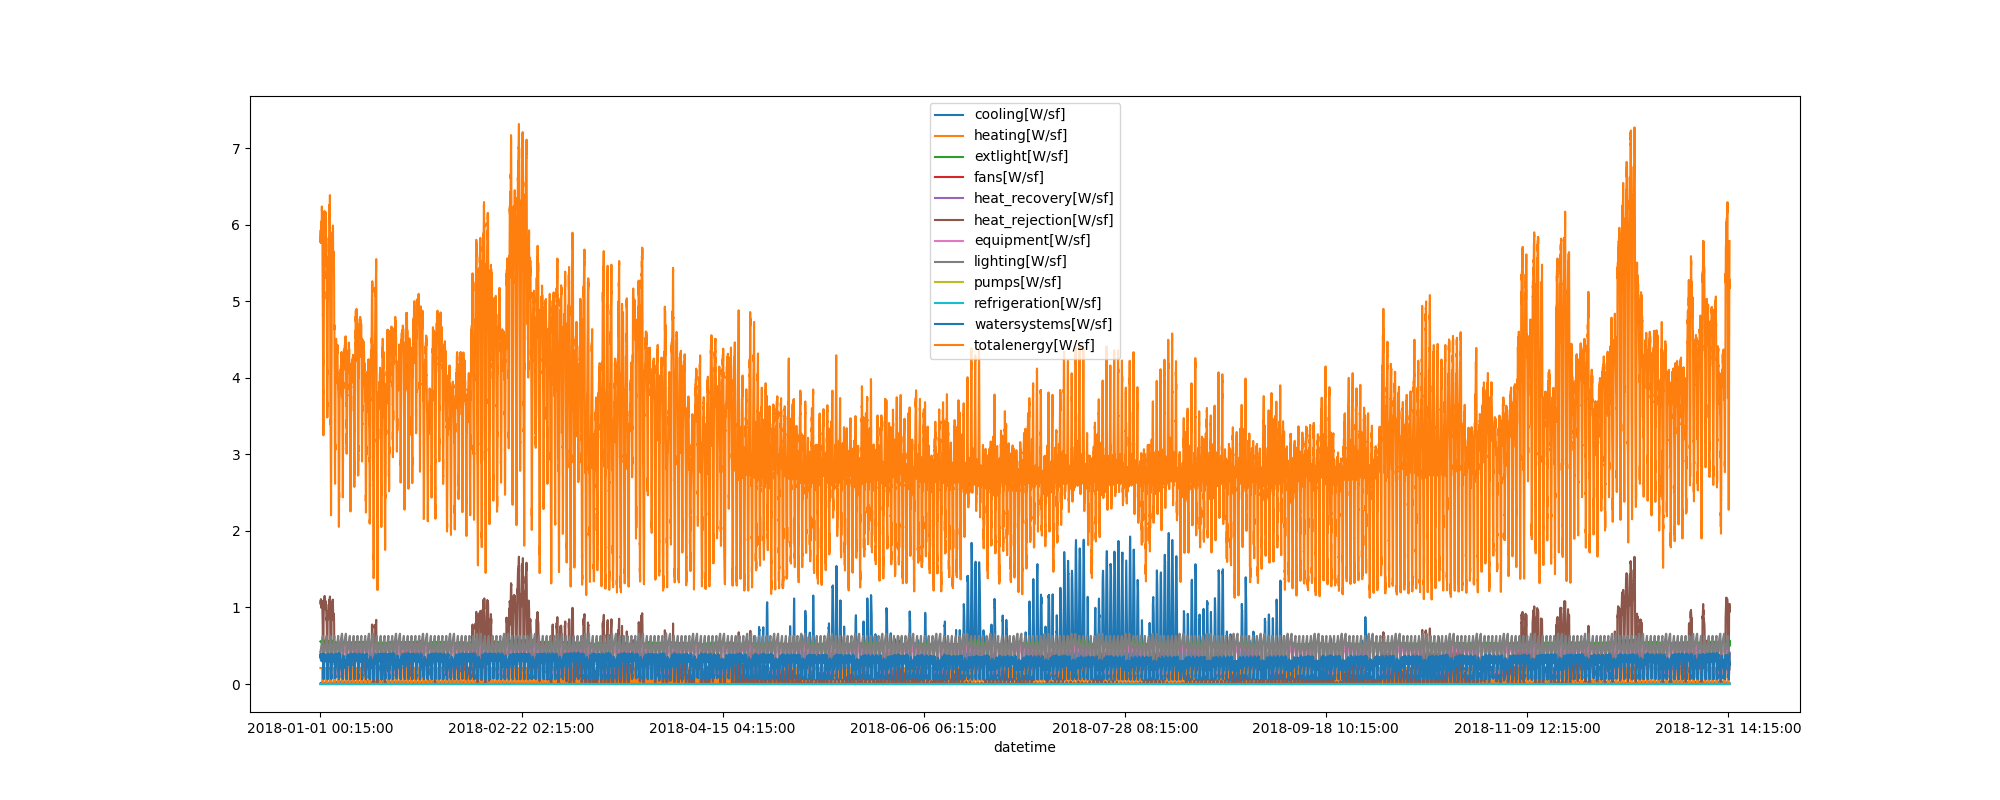 cooling[W/sf]
heating[W/sf]
extlight[W/sf]
fans[W/sf]
heat_recovery[W/sf]
heat_rejection[W/sf]
equipment[W/sf]
lighting[W/sf]
pumps[W/sf]
refrigeration[W/sf]
watersystems[W/sf]
totalenergy[W/sf]
7
6
5
4
3
2
1
0
2018-01-01 00:15:00 2018-02-22 02:15:00 2018-04-15 04:15:00 2018-06-06 06:15:00 2018-07-28 08:15:00 2018-09-18 10:15:00 2018-11-09 12:15:00 2018-12-31 14:15:00
datetime